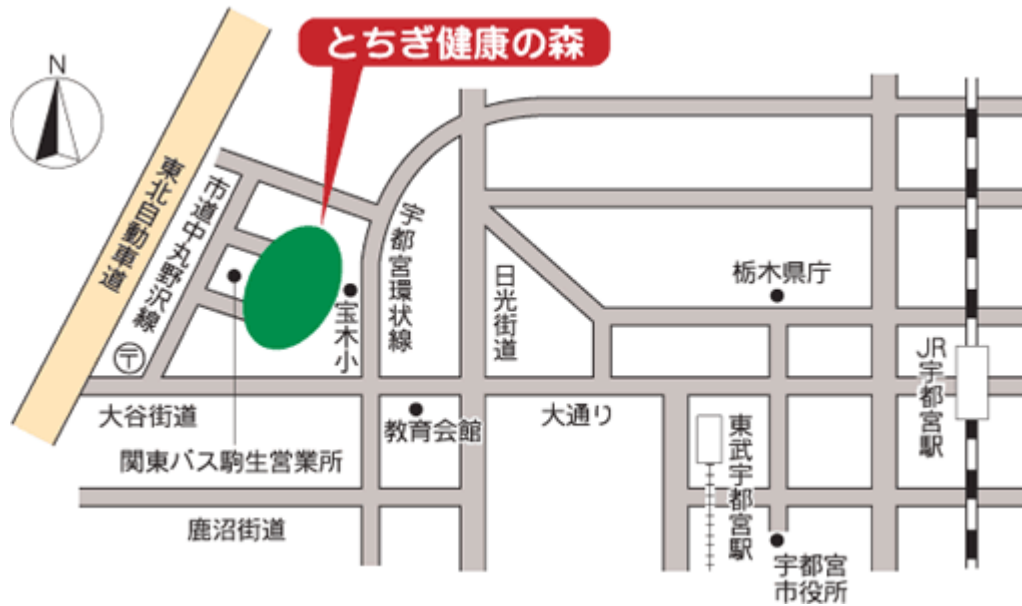 とちぎ健康の森
N
東北自動車道
市道中丸野沢線
〒
宝木小
宇都宮環状線
日光街道
栃木県庁
JR宇都宮駅
大谷街道
教育会館
大通り
関東バス駒生営業所
東武宇都宮駅
鹿沼街道
宇都宮
市役所